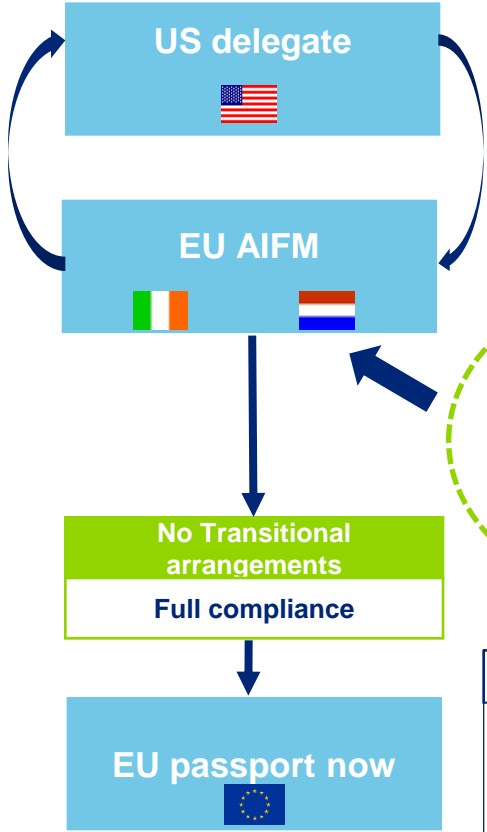 US delegate
EU AIFM
No Transitional
arrangements
Full compliance
EU passport now